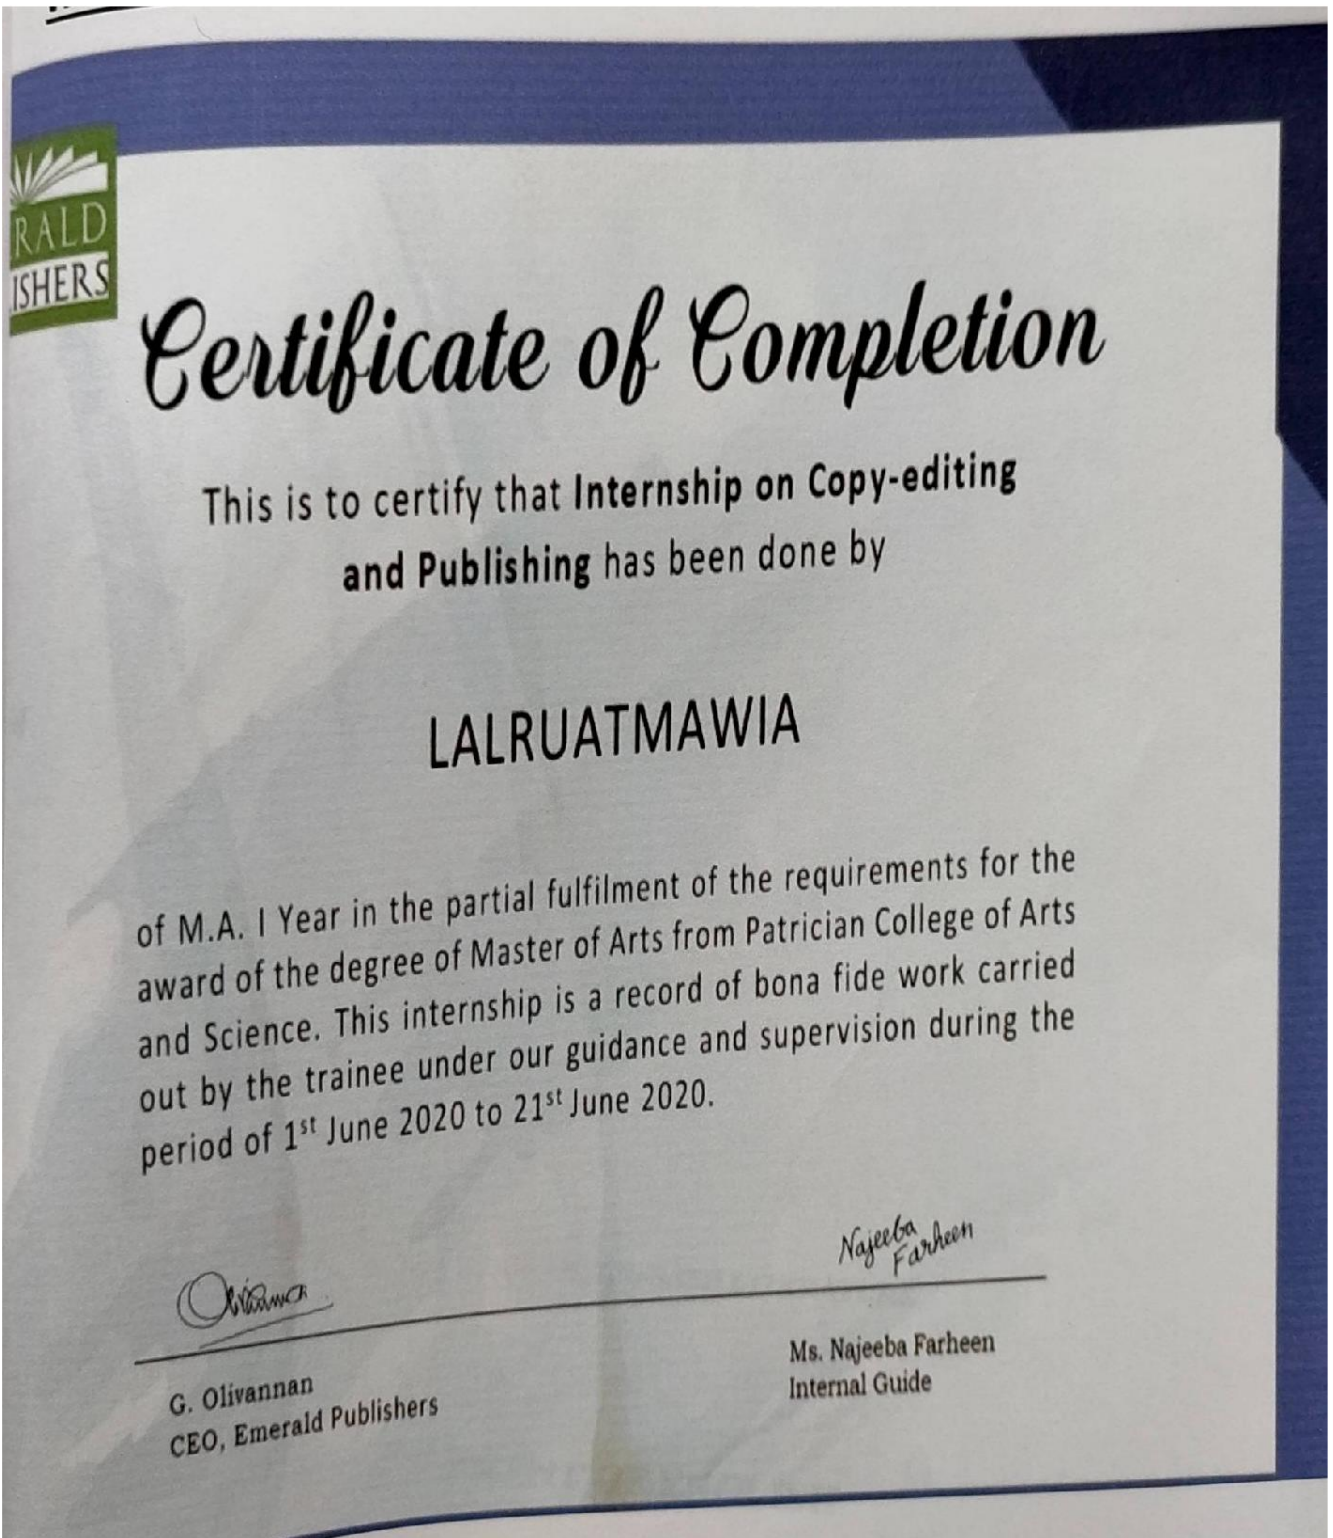 RALD
ISHERS
Certificate of Completion
This is to certify that Internship on Copy-editing
and Publishing has been done by
LALRUATMAWIA
of M.A. I Year in the partial fulfilment of the requirements for the
award of the degree of Master of Arts from Patrician College of Arts
and Science. This internship is a record of bona fide work carried
out by the trainee under our guidance and supervision during the
period of 1st June 2020 to 21st June 2020.
Najeeba
Farheen
G. Olivannan
CEO, Emerald Publishers
Ms. Najeeba Farheen
Internal Guide